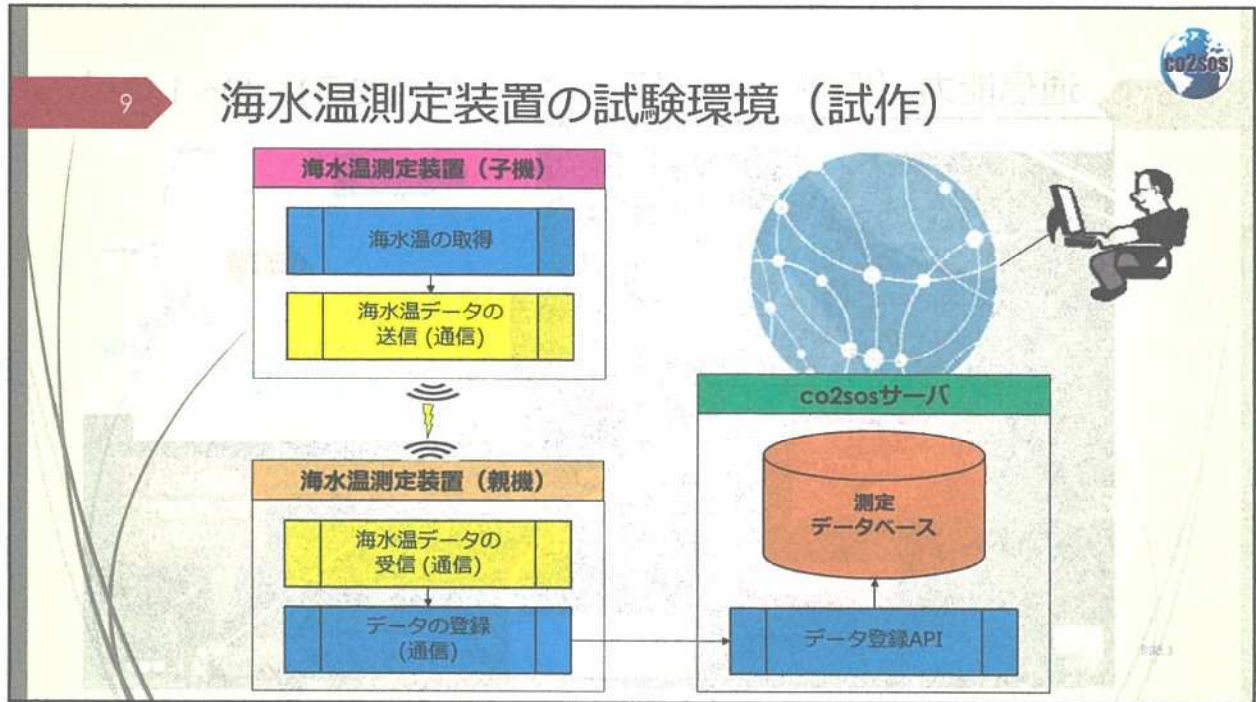 co2sos
9
海水温測定装置の試験環境（試作）
海水温測定装置（子機）
海水温の取得
海水温データの
送信 (通信)
海水温測定装置（親機）
海水温データの
受信 (通信)
データの登録
(通信)
co2sosサーバ
測定
データベース
データ登録API